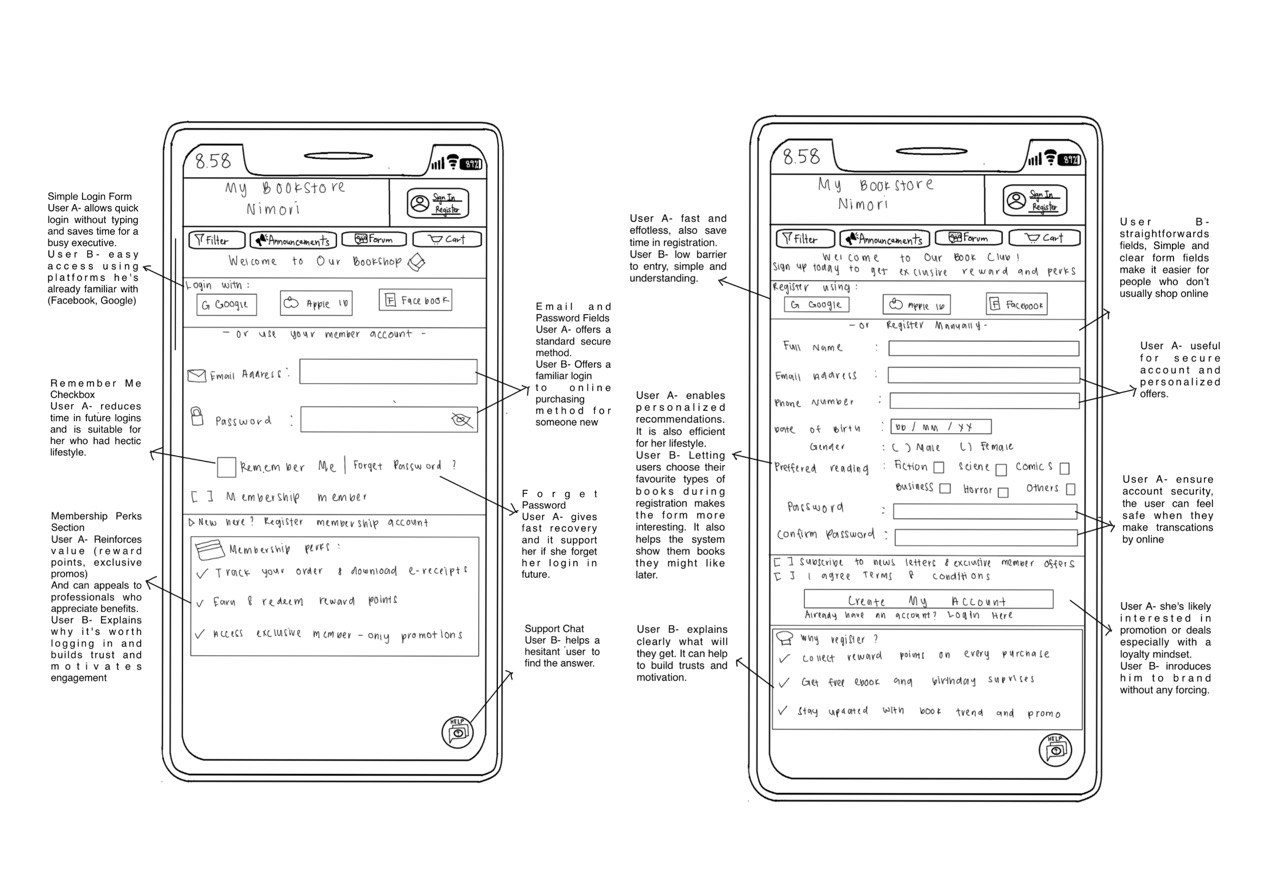 Simple Login Form
User A- allows quick
login without typing
and saves time for a
busy executive.
User B- easy
access using
platforms he's
already familiar with
(Facebook, Google)
Remember Me
Checkbox
User A- reduces
time in future logins
and is suitable for
her who had hectic
lifestyle.
Membership Perks
Section
User A- Reinforces
value (reward
points, exclusive
promos)
And can appeals to
professionals who
appreciate benefits.
User B- Explains
why it's worth
logging in and
builds trust and
motivates
engagement
8.58
89%
My Bookstore
Nimori
Sign In
Register
Filter
Announcements
Forum
Cart
Welcome to Our Bookshop
Login with :
G Google
Apple ID
F Facebook
- or use your member account -
Email Address :
Password :
Remember Me | Forget Password ?
[ ] Membership member
New here ? Register membership account
Membership perks :
✓ Track your order & download e-receipts
✓ Earn & redeem reward points
✓ Access exclusive member-only promotions
HELP
?
Email and
Password Fields
User A- offers a
standard secure
method.
User B- Offers a
familiar login
to online
purchasing
method for
someone new
Forget
Password
User A- gives
fast recovery
and it support
her if she forget
her login in
future.
Support Chat
User B- helps a
hesitant user to
find the answer.
User A- fast and
effotless, also save
time in registration.
User B- low barrier
to entry, simple and
understanding.
User A- enables
personalized
recommendations.
It is also efficient
for her lifestyle.
User B- Letting
users choose their
favourite types of
books during
registration makes
the form more
interesting. It also
helps the system
show them books
they might like
later.
User B- explains
clearly what will
they get. It can help
to build trusts and
motivation.
8.58
89%
My Bookstore
Nimori
Sign In
Register
Filter
Announcements
Forum
Cart
Welcome to Our Book Club !
Sign up today to get exclusive reward and perks
Register using :
G Google
Apple ID
F Facebook
- or Register Manually -
Full Name :
Email address :
Phone Number :
Date of Birth : DD / MM / YY
Gender : ( ) Male ( ) Female
Preffered reading : Fiction Sciene Comics
Business Horror Others
Password :
Confirm Password :
[ ] Subscribe to news letters & exclusive member offers
[ ] I agree Terms & conditions
Create My Account
Already have an account? Login Here
Why register ?
✓ Collect reward points on every purchase
✓ Get free ebook and birthday suprises
✓ Stay updated with book trend and promo
HELP
?
User B-
straightforwards
fields, Simple and
clear form fields
make it easier for
people who don't
usually shop online
User A- useful
for secure
account and
personalized
offers.
User A- ensure
account security,
the user can feel
safe when they
make transcations
by online
User A- she's likely
interested in
promotion or deals
especially with a
loyalty mindset.
User B- inroduces
him to brand
without any forcing.